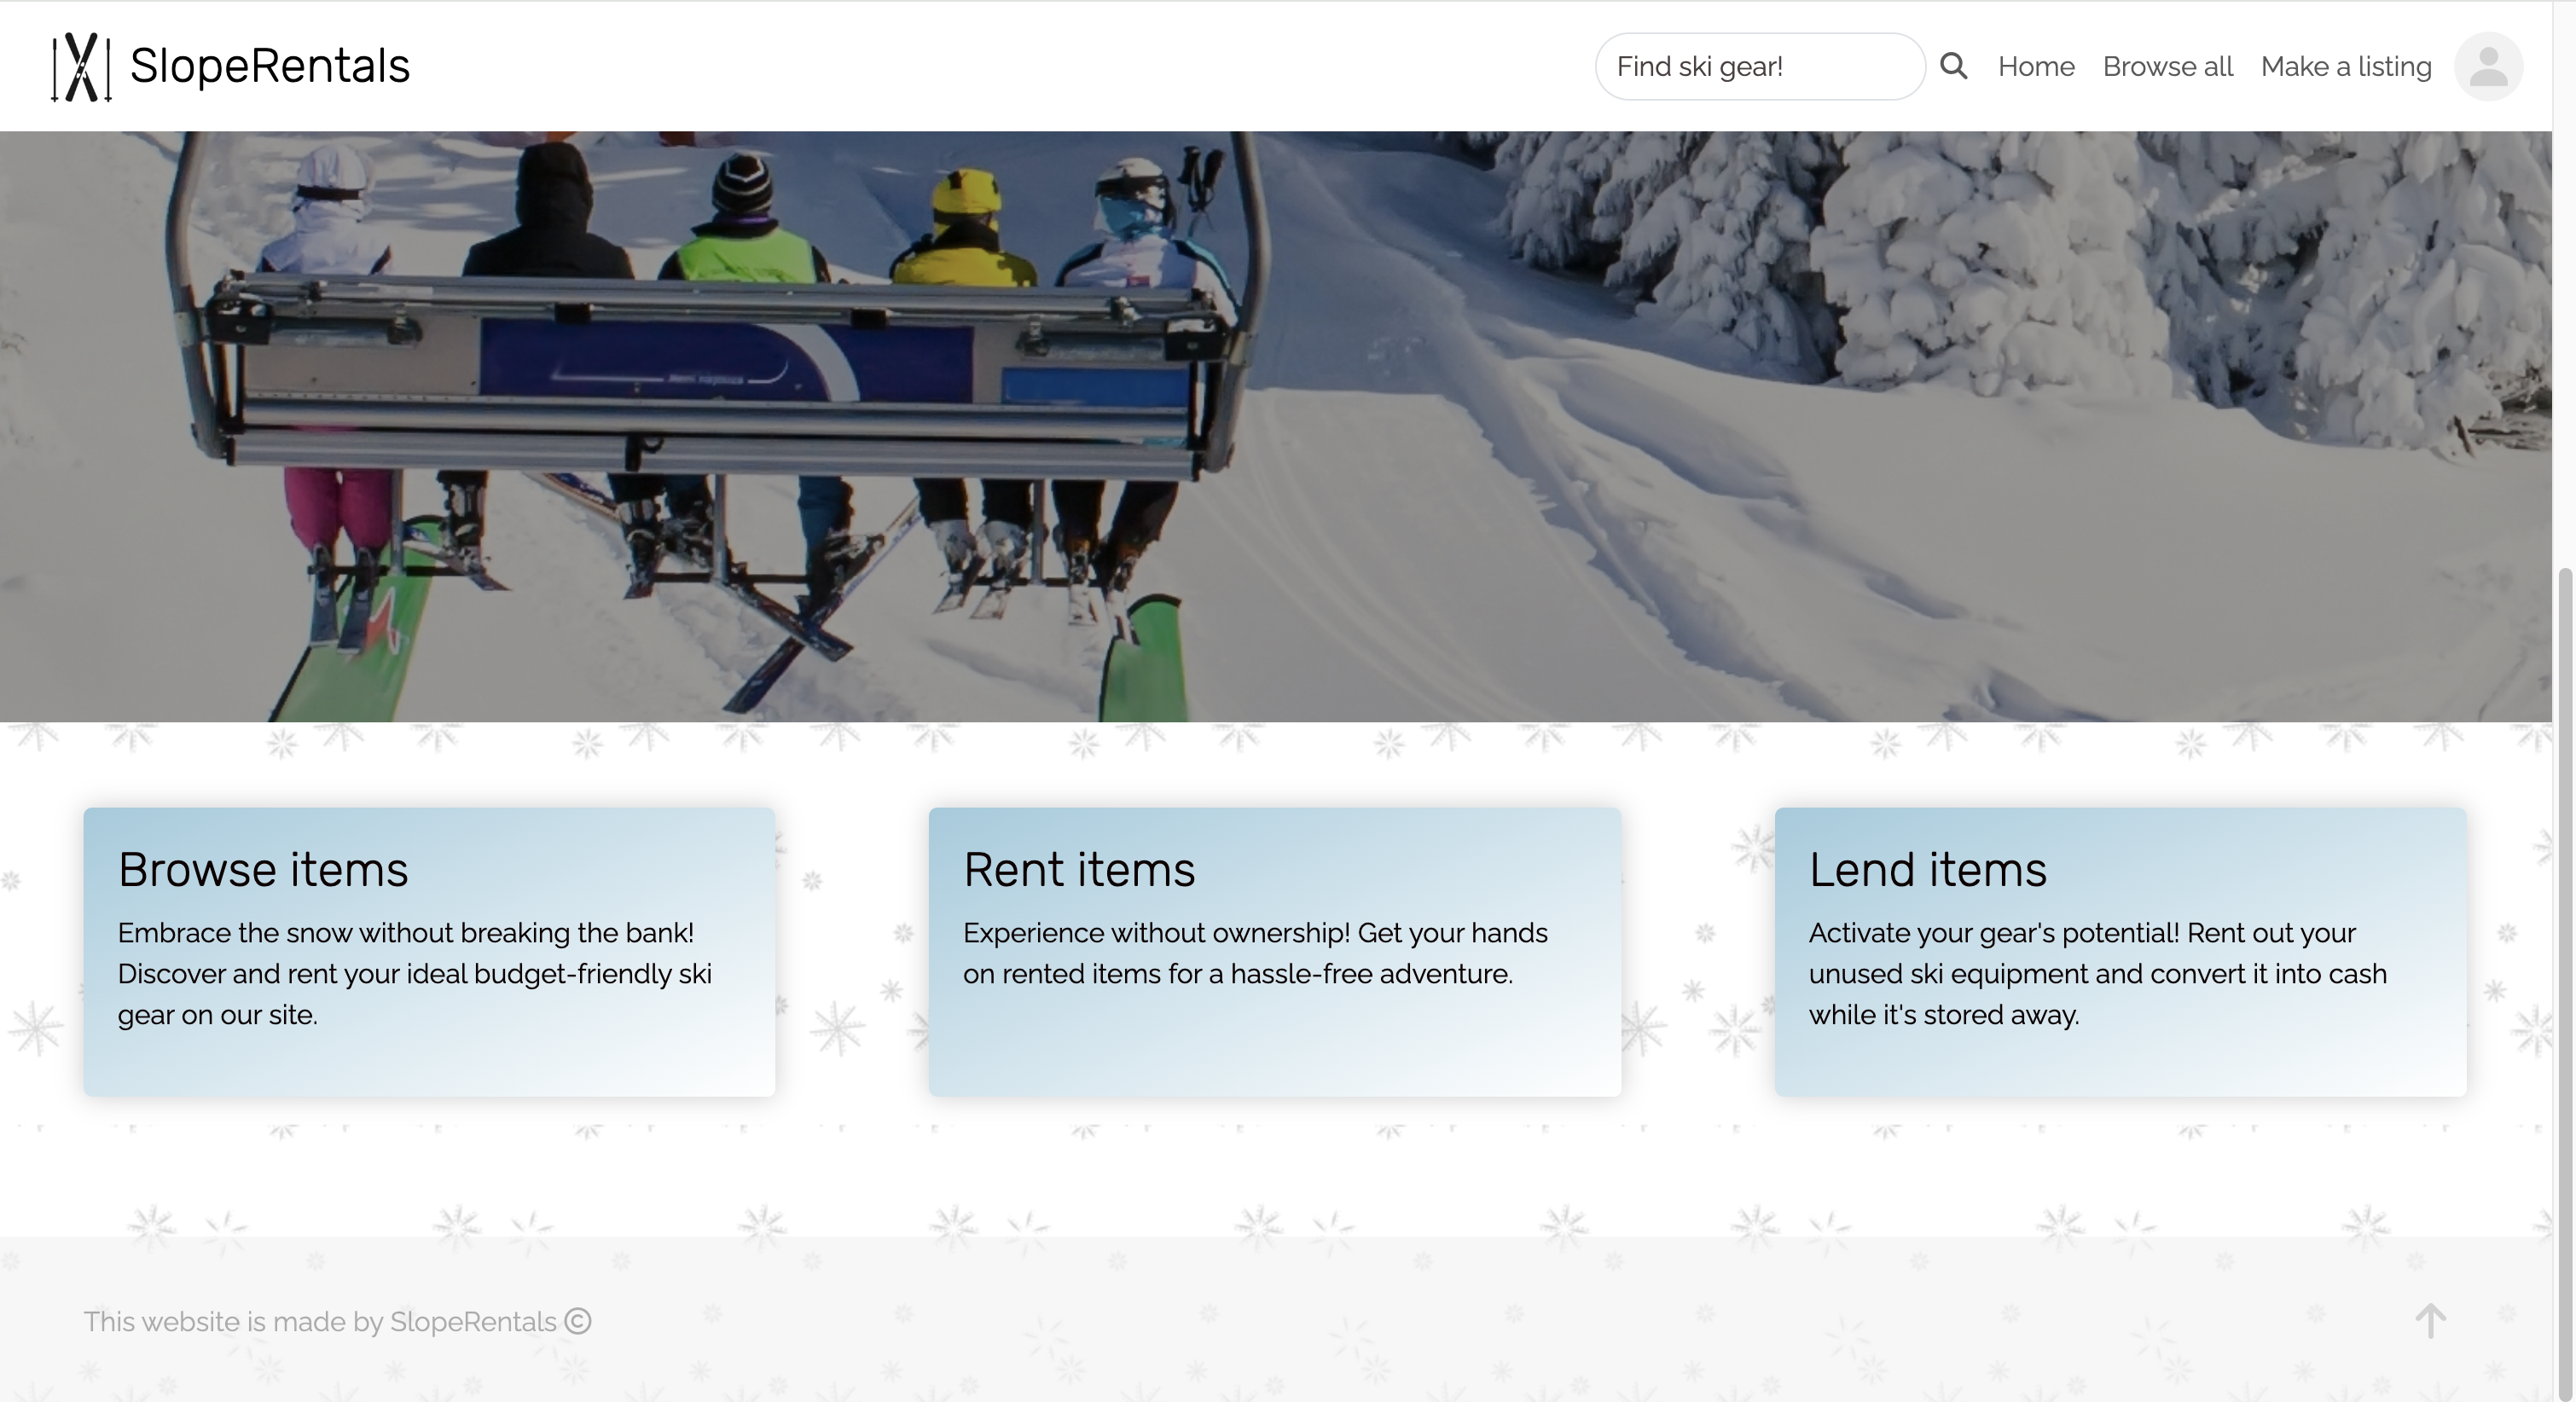 SlopeRentals
Find ski gear!
Home
Browse all
Make a listing
Browse items
Embrace the snow without breaking the bank!
Discover and rent your ideal budget-friendly ski
gear on our site.
Rent items
Experience without ownership! Get your hands
on rented items for a hassle-free adventure.
Lend items
Activate your gear's potential! Rent out your
unused ski equipment and convert it into cash
while it's stored away.
This website is made by SlopeRentals ©